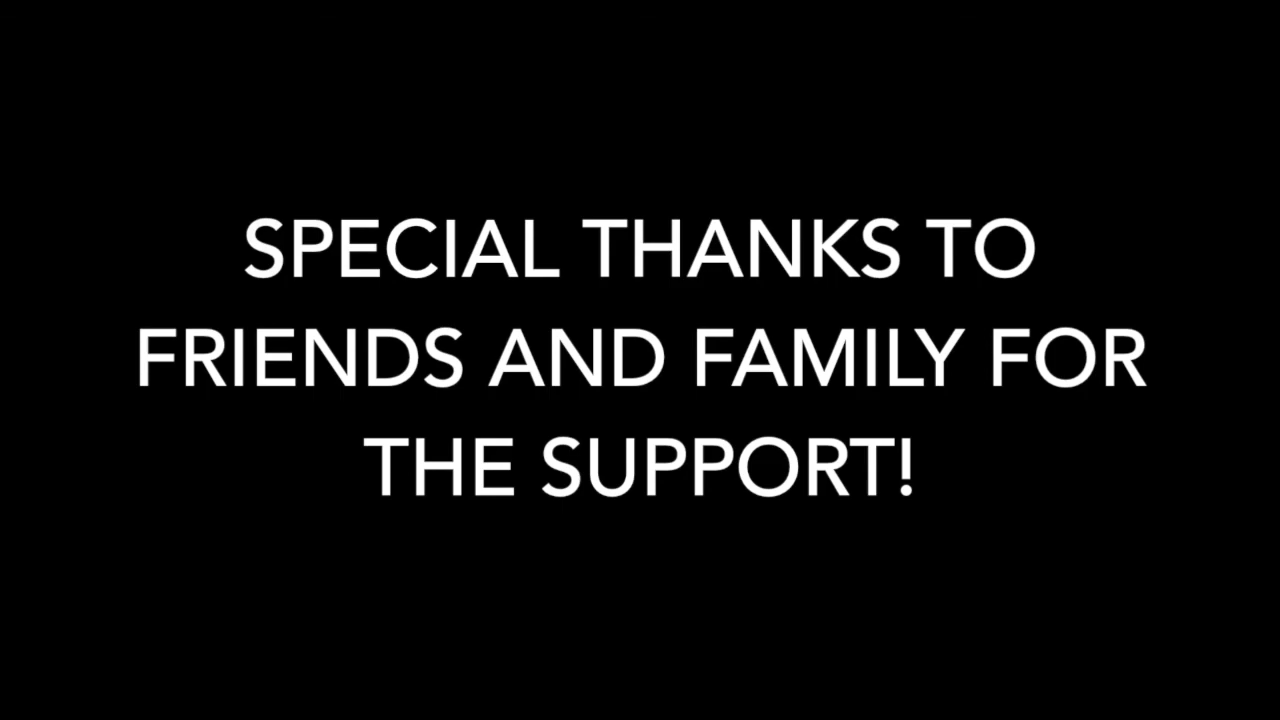 SPECIAL THANKS TO
FRIENDS AND FAMILY FOR
THE SUPPORT!